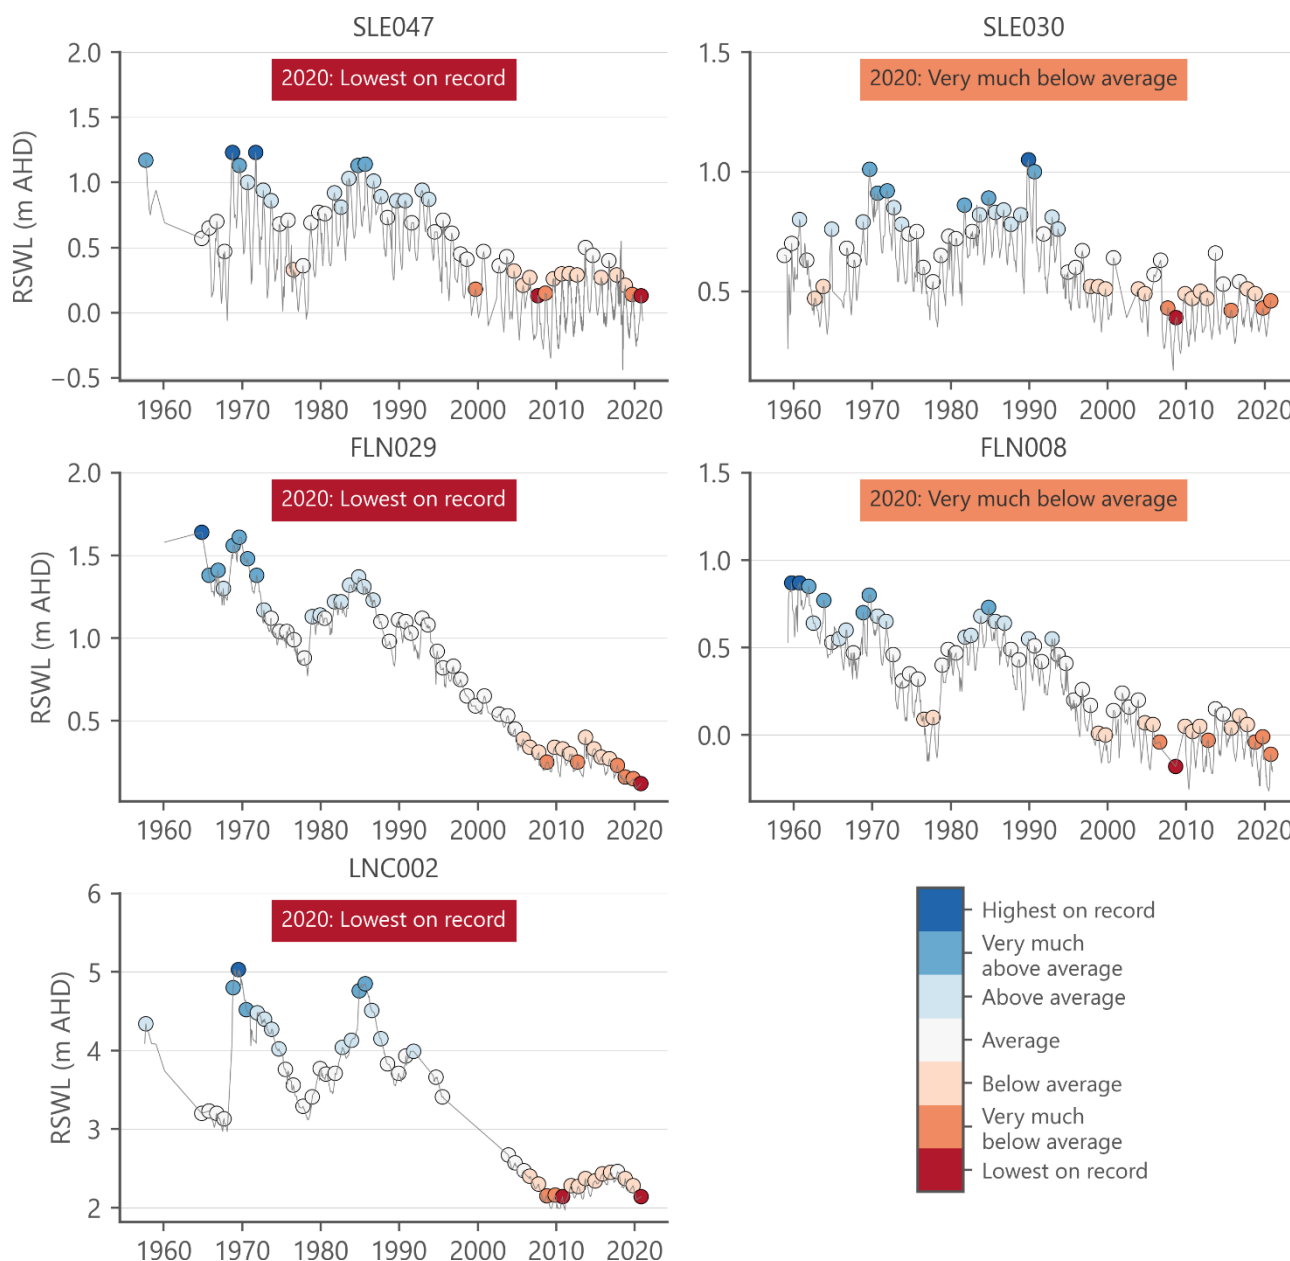 SLE047
2.0
1.5
1.0
0.5
0.0
−0.5
RSWL (m AHD)
2020: Lowest on record
1960 1970 1980 1990 2000 2010 2020
SLE030
1.5
1.0
0.5
2020: Very much below average
1960 1970 1980 1990 2000 2010 2020
FLN029
2.0
1.5
1.0
0.5
RSWL (m AHD)
2020: Lowest on record
1960 1970 1980 1990 2000 2010 2020
FLN008
1.5
1.0
0.5
0.0
2020: Very much below average
1960 1970 1980 1990 2000 2010 2020
LNC002
6
5
4
3
2
RSWL (m AHD)
2020: Lowest on record
1960 1970 1980 1990 2000 2010 2020
Highest on record
Very much
above average
Above average
Average
Below average
Very much
below average
Lowest on record